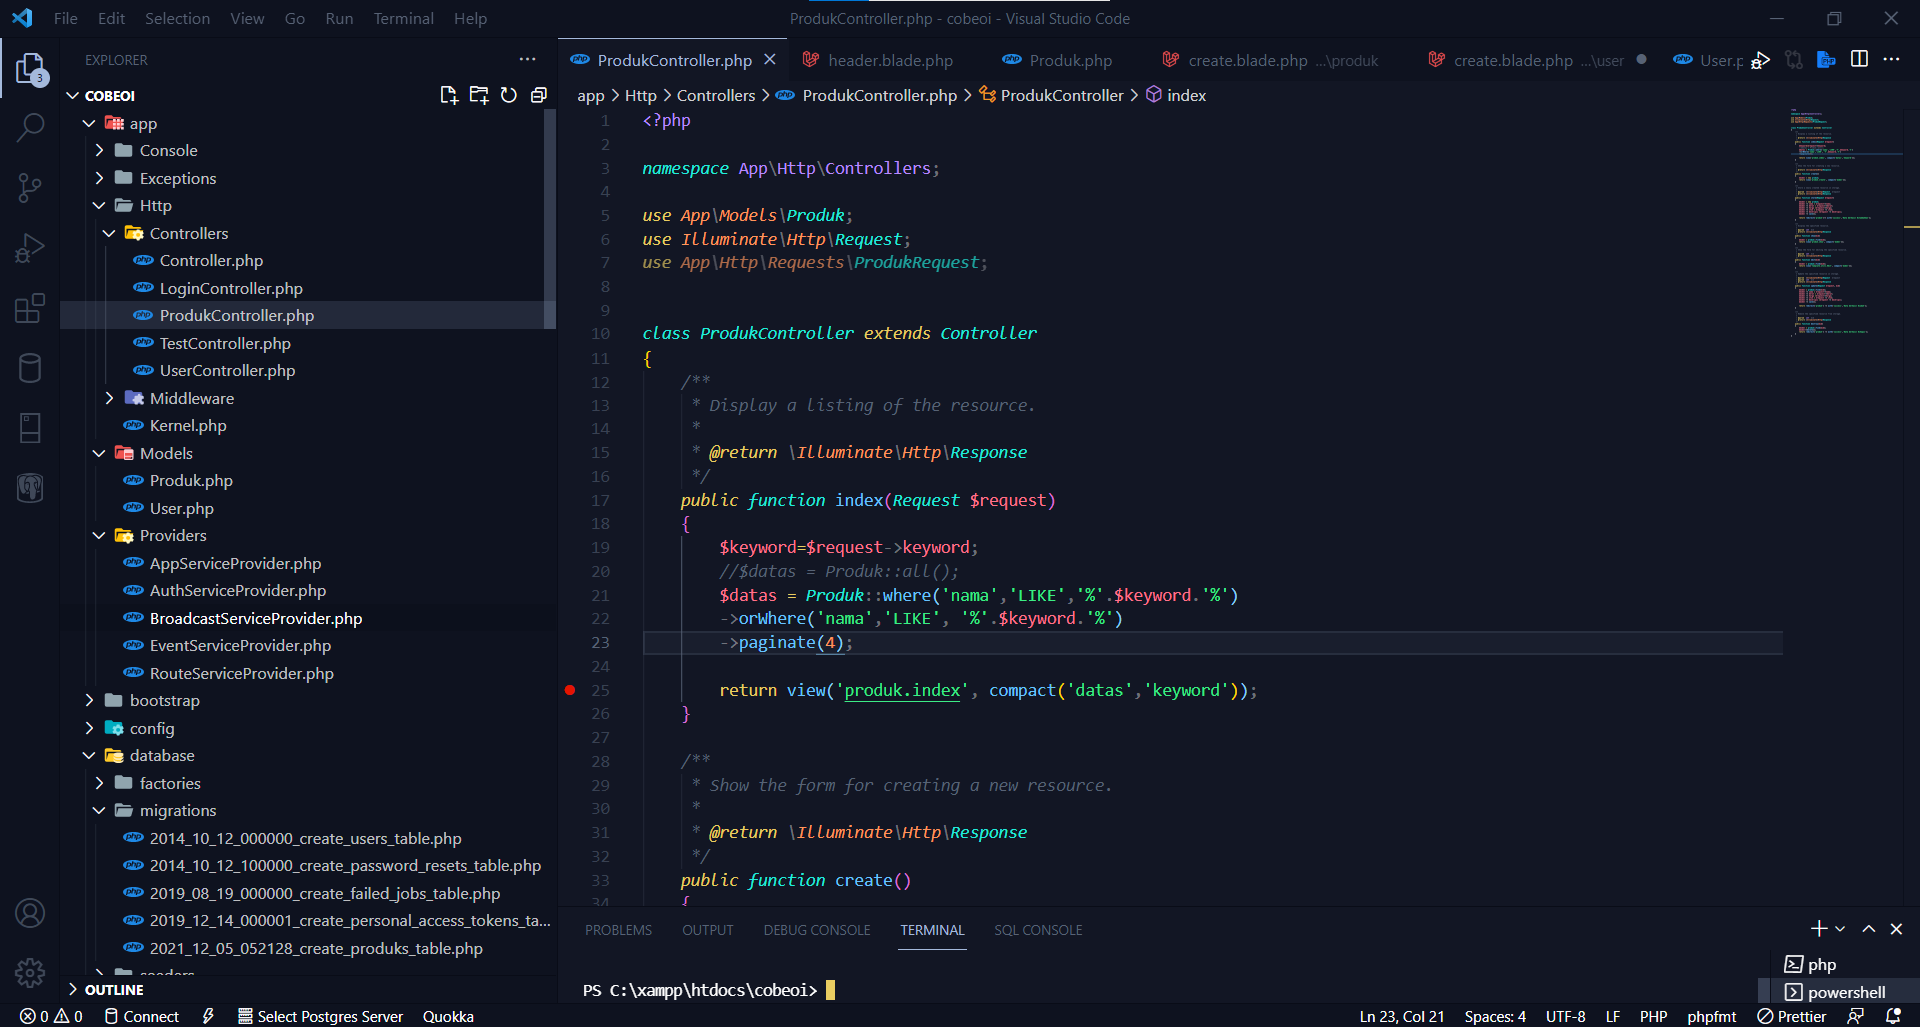 File Edit Selection View Go Run Terminal Help
ProdukController.php - cobeoi - Visual Studio Code
EXPLORER
3
COBEOI
app
Console
Exceptions
Http
Controllers
Controller.php
LoginController.php
ProdukController.php
TestController.php
UserController.php
Middleware
Kernel.php
Models
Produk.php
User.php
Providers
AppServiceProvider.php
AuthServiceProvider.php
BroadcastServiceProvider.php
EventServiceProvider.php
RouteServiceProvider.php
bootstrap
config
database
factories
migrations
2014_10_12_000000_create_users_table.php
2014_10_12_100000_create_password_resets_table.php
2019_08_19_000000_create_failed_jobs_table.php
2019_12_14_000001_create_personal_access_tokens_ta...
2021_12_05_052128_create_produks_table.php
seeders
OUTLINE
ProdukController.php header.blade.php Produk.php create.blade.php ...\produk create.blade.php ...\user User.p
app > Http > Controllers > ProdukController.php > ProdukController > index
1 <?php
2
3 namespace App\Http\Controllers;
4
5 use App\Models\Produk;
6 use Illuminate\Http\Request;
7 use App\Http\Requests\ProdukRequest;
8
9
10 class ProdukController extends Controller
11 {
12 /**
13 * Display a listing of the resource.
14 *
15 * @return \Illuminate\Http\Response
16 */
17 public function index(Request $request)
18 {
19 $keyword=$request->keyword;
20 //$datas = Produk::all();
21 $datas = Produk::where('nama','LIKE','%'.$keyword.'%')
22 ->orWhere('nama','LIKE', '%'.$keyword.'%')
23 ->paginate(4);
24
25 return view('produk.index', compact('datas','keyword'));
26 }
27
28 /**
29 * Show the form for creating a new resource.
30 *
31 * @return \Illuminate\Http\Response
32 */
33 public function create()
34 {
PROBLEMS OUTPUT DEBUG CONSOLE TERMINAL SQL CONSOLE
PS C:\xampp\htdocs\cobeoi>
php
powershell
0 0 Connect Select Postgres Server Quokka
Ln 23, Col 21 Spaces: 4 UTF-8 LF PHP phpfmt Prettier